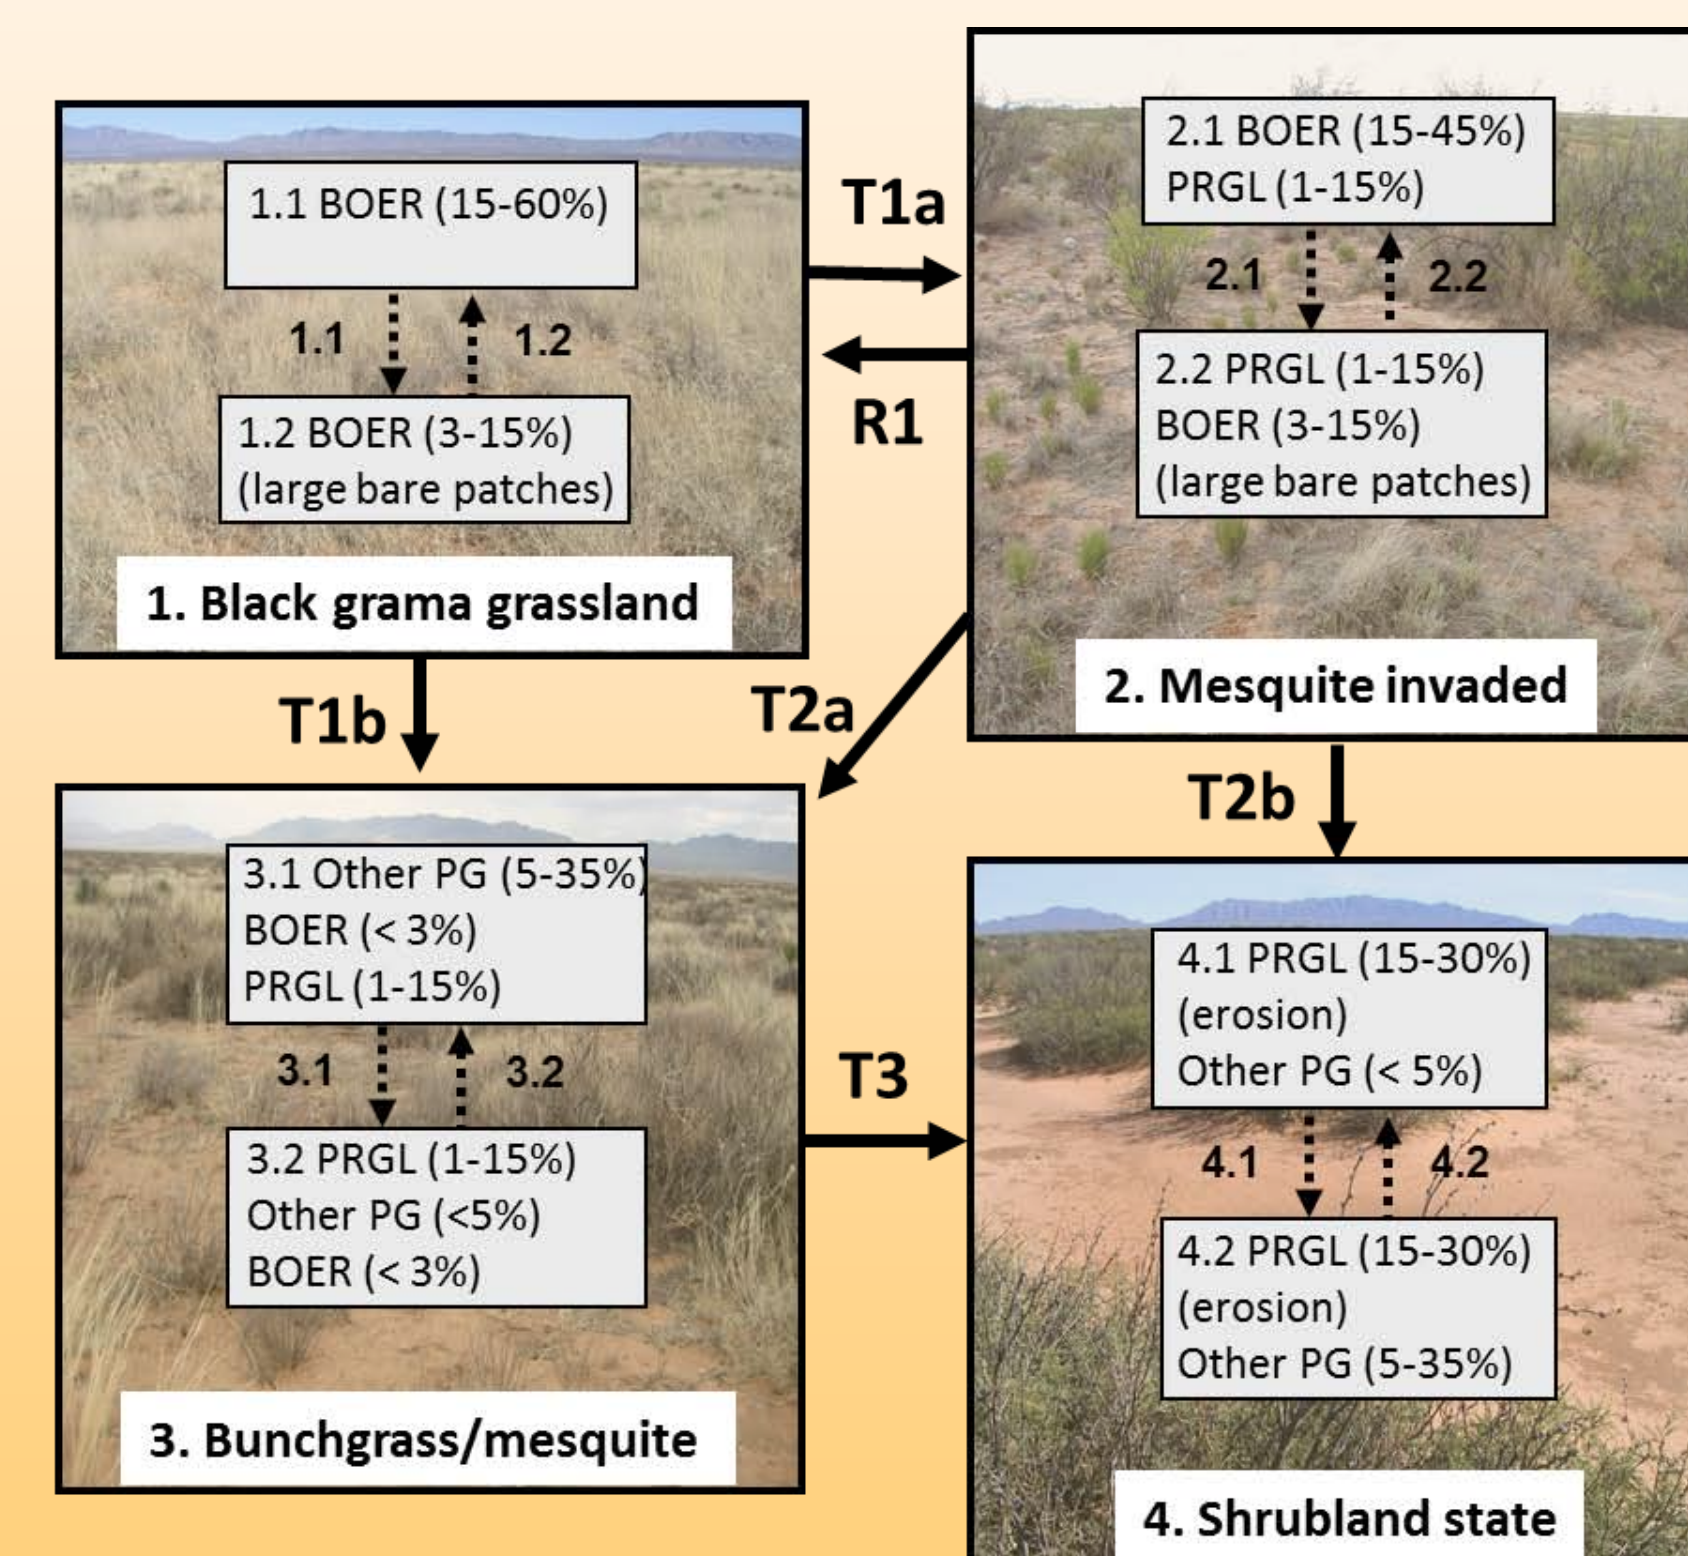 1.1 BOER (15-60%)
1.1
1.2
1.2 BOER (3-15%)
(large bare patches)
1. Black grama grassland
T1a
R1
2.1 BOER (15-45%)
PRGL (1-15%)
2.1
2.2
2.2 PRGL (1-15%)
BOER (3-15%)
(large bare patches)
2. Mesquite invaded
T1b
T2a
T2b
3.1 Other PG (5-35%)
BOER (< 3%)
PRGL (1-15%)
3.1
3.2
3.2 PRGL (1-15%)
Other PG (<5%)
BOER (< 3%)
3. Bunchgrass/mesquite
T3
4.1 PRGL (15-30%)
(erosion)
Other PG (< 5%)
4.1
4.2
4.2 PRGL (15-30%)
(erosion)
Other PG (5-35%)
4. Shrubland state